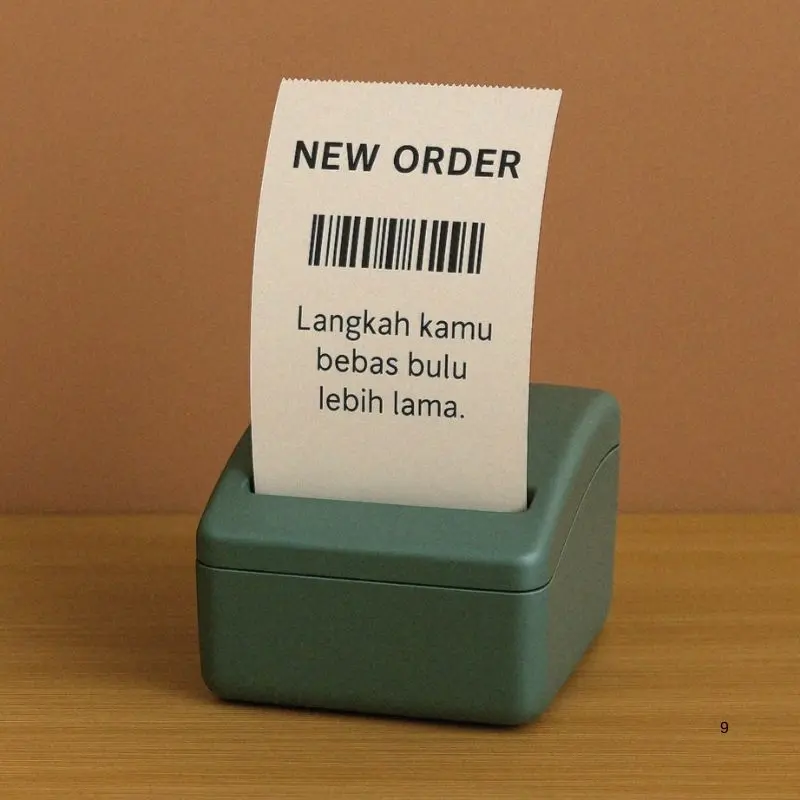 NEW ORDER
Langkah kamu
bebas bulu
lebih lama.
9